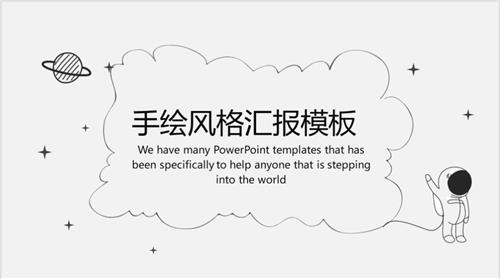 手绘风格汇报模板
We have many PowerPoint templates that has
been specifically to help anyone that is stepping
into the world